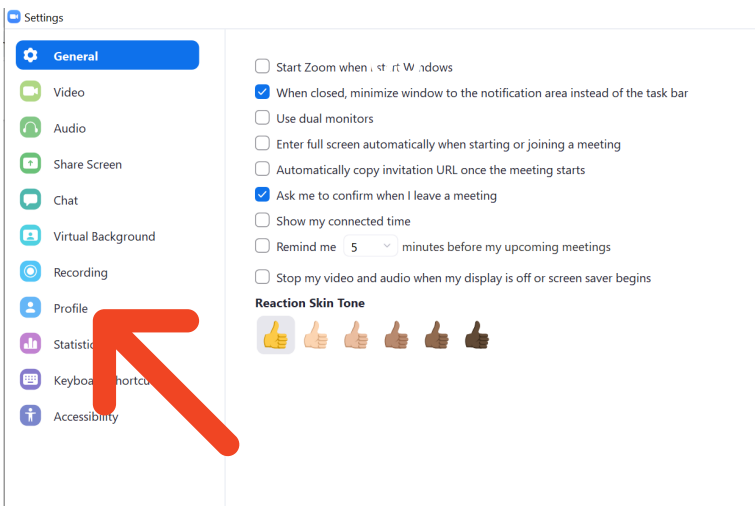 Settings
General
Video
Audio
Share Screen
Chat
Virtual Background
Recording
Profile
Statistic
Keyboa hortcu
Accessibility
Start Zoom when
When closed, minimize window to the notification area instead of the task bar
Use dual monitors
Enter full screen automatically when starting or joining a meeting
Automatically copy invitation URL once the meeting starts
Ask me to confirm when I leave a meeting
Show my connected time
Remind me 5 minutes before my upcoming meetings
Stop my video and audio when my display is off or screen saver begins
Reaction Skin Tone